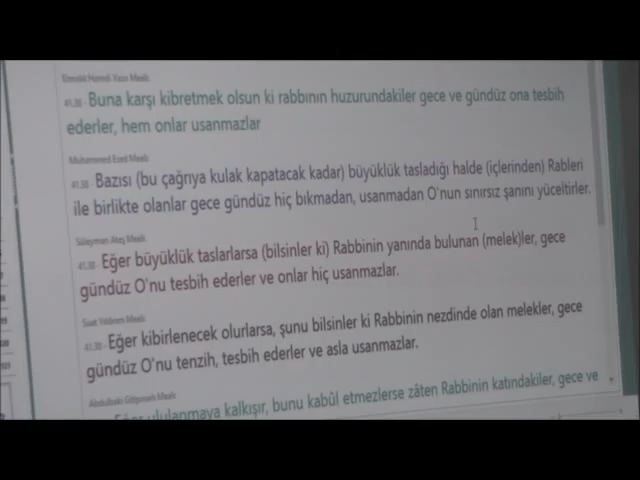 Elmalılı Hamdi Yazır Meali:
41.38 - Buna karşı kibretmek olsun ki rabbının huzurundakiler gece ve gündüz ona tesbih
ederler, hem onlar usanmazlar
Muhammed Esed Meali:
41.38 - Bazısı (bu çağrıya kulak kapatacak kadar) büyüklük tasladığı halde (içlerinden) Rableri
ile birlikte olanlar gece gündüz hiç bıkmadan, usanmadan O'nun sınırsız şanını yüceltirler.
Süleyman Ateş Meali:
41.38 - Eğer büyüklük taslarlarsa (bilsinler ki) Rabbinin yanında bulunan (melek)ler, gece
gündüz O'nu tesbih ederler ve onlar hiç usanmazlar.
Suat Yıldırım Meali:
41.38 - Eğer kibirlenecek olurlarsa, şunu bilsinler ki Rabbinin nezdinde olan melekler, gece
gündüz O'nu tenzih, tesbih ederler ve asla usanmazlar.
Abdulbaki Gölpınarlı Meali:
Eğer ululanmaya kalkışır, bunu kabûl etmezlerse zâten Rabbinin katındakiler, gece ve